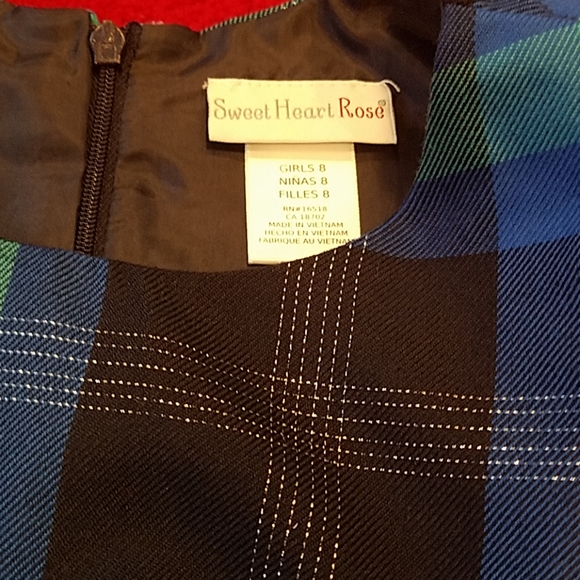 Sweet Heart Rose®
GIRLS 8
NINAS 8
FILLES 8
RN#16518
CA 18702
MADE IN VIETNAM
HECHO EN VIETNAM
FABRIQUE AU VIETNAM